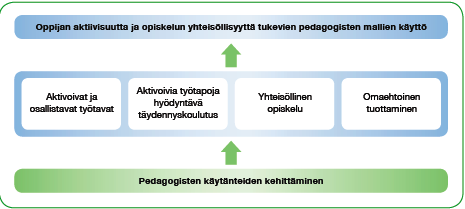 Oppijan aktiivisuutta ja opiskelun yhteisöllisyyttä tukevien pedagogisten mallien käyttö
Aktivoivat ja
osallistavat työtavat
Aktivoivia työtapoja
hyödyntävä
täydennyskoulutus
Yhteisöllinen
opiskelu
Omaehtoinen
tuottaminen
Pedagogisten käytänteiden kehittäminen